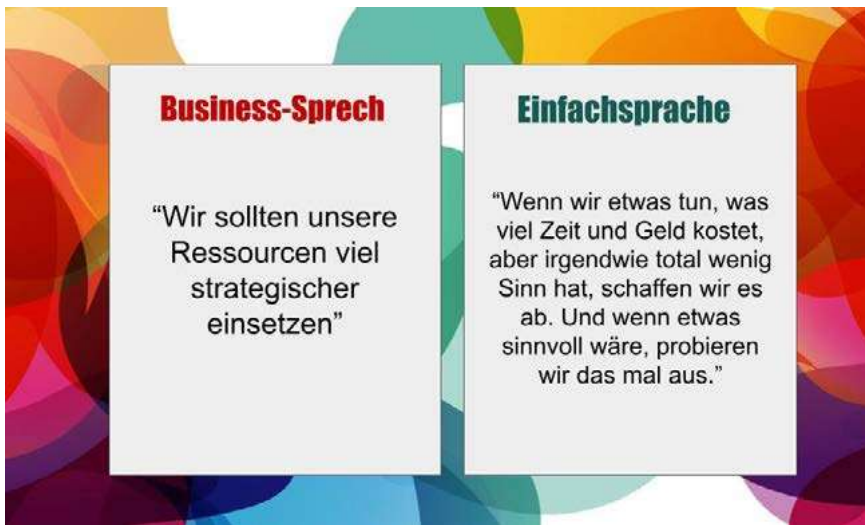 Business-Sprech
“Wir sollten unsere
Ressourcen viel
strategischer
einsetzen”
Einfachsprache
“Wenn wir etwas tun, was
viel Zeit und Geld kostet,
aber irgendwie total wenig
Sinn hat, schaffen wir es
ab. Und wenn etwas
sinnvoll wäre, probieren
wir das mal aus.”